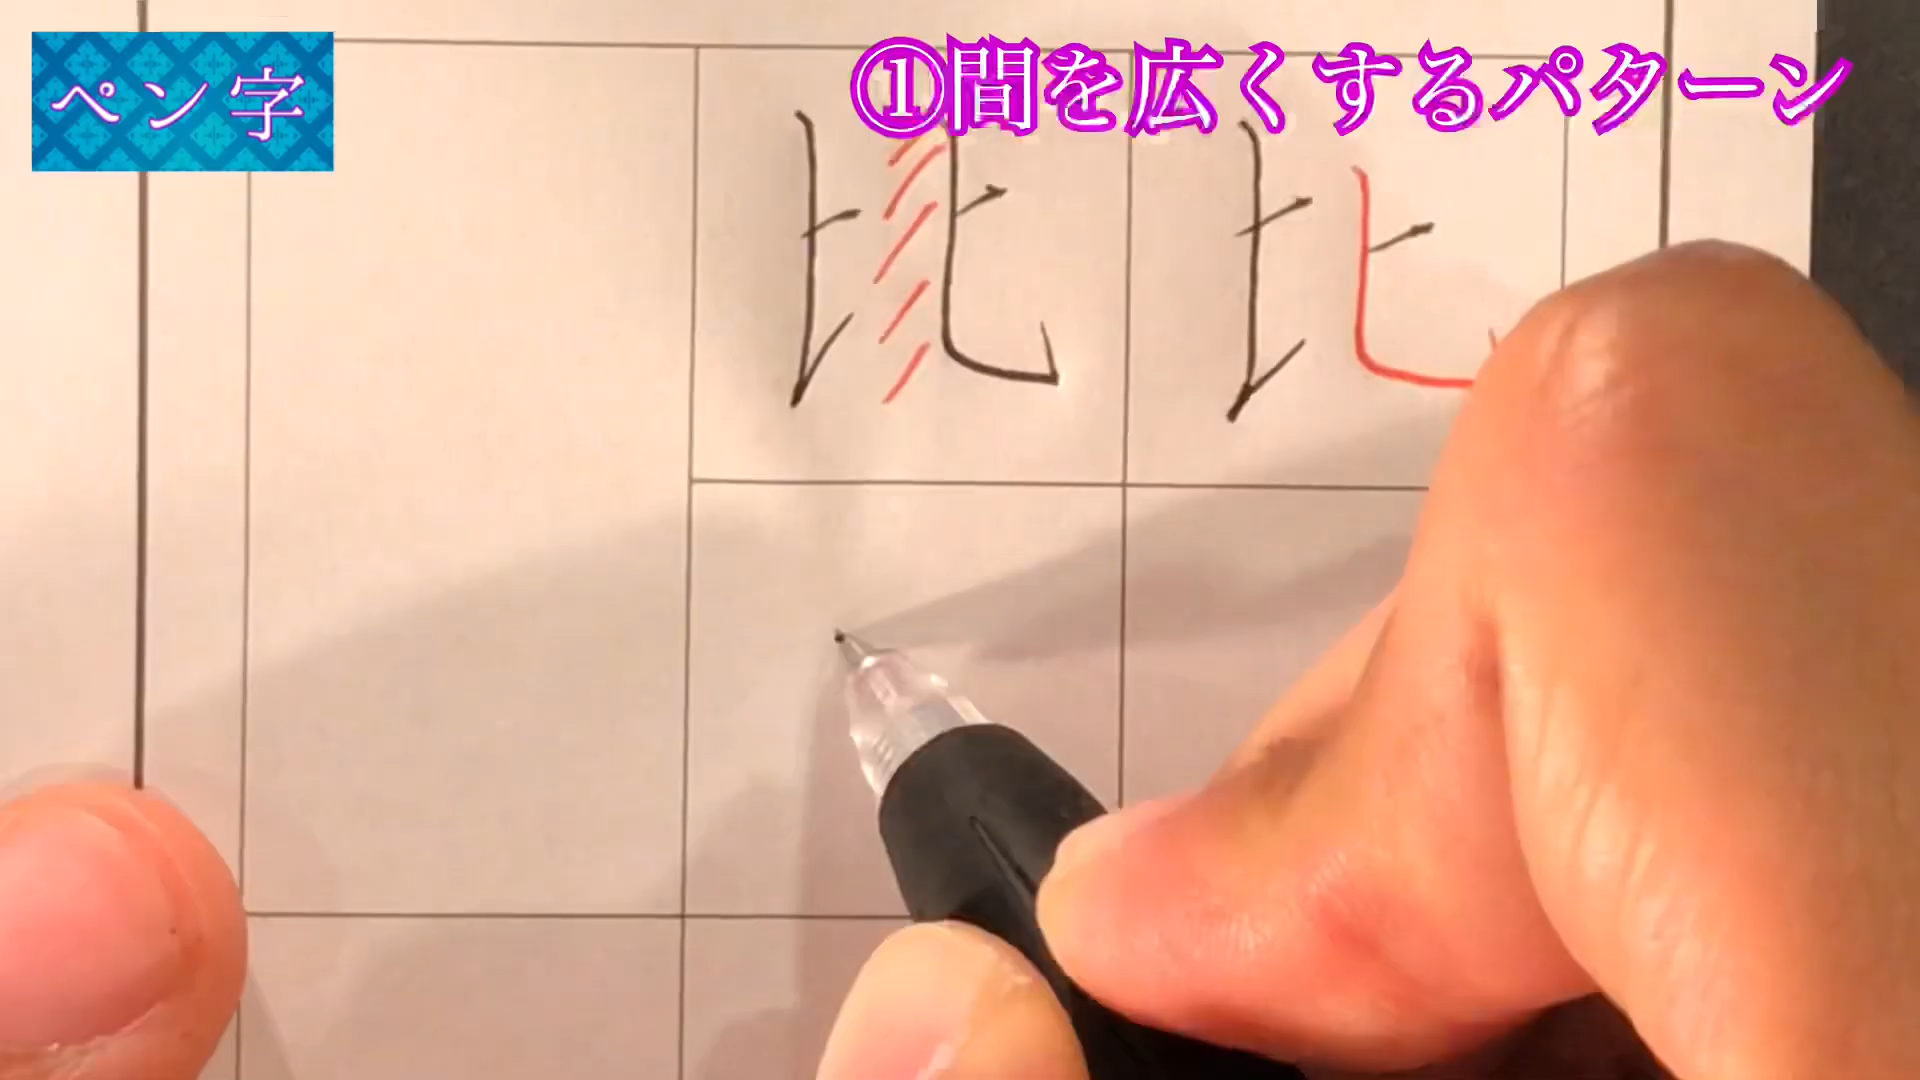 ペン字
①間を広くするパターン
比 比